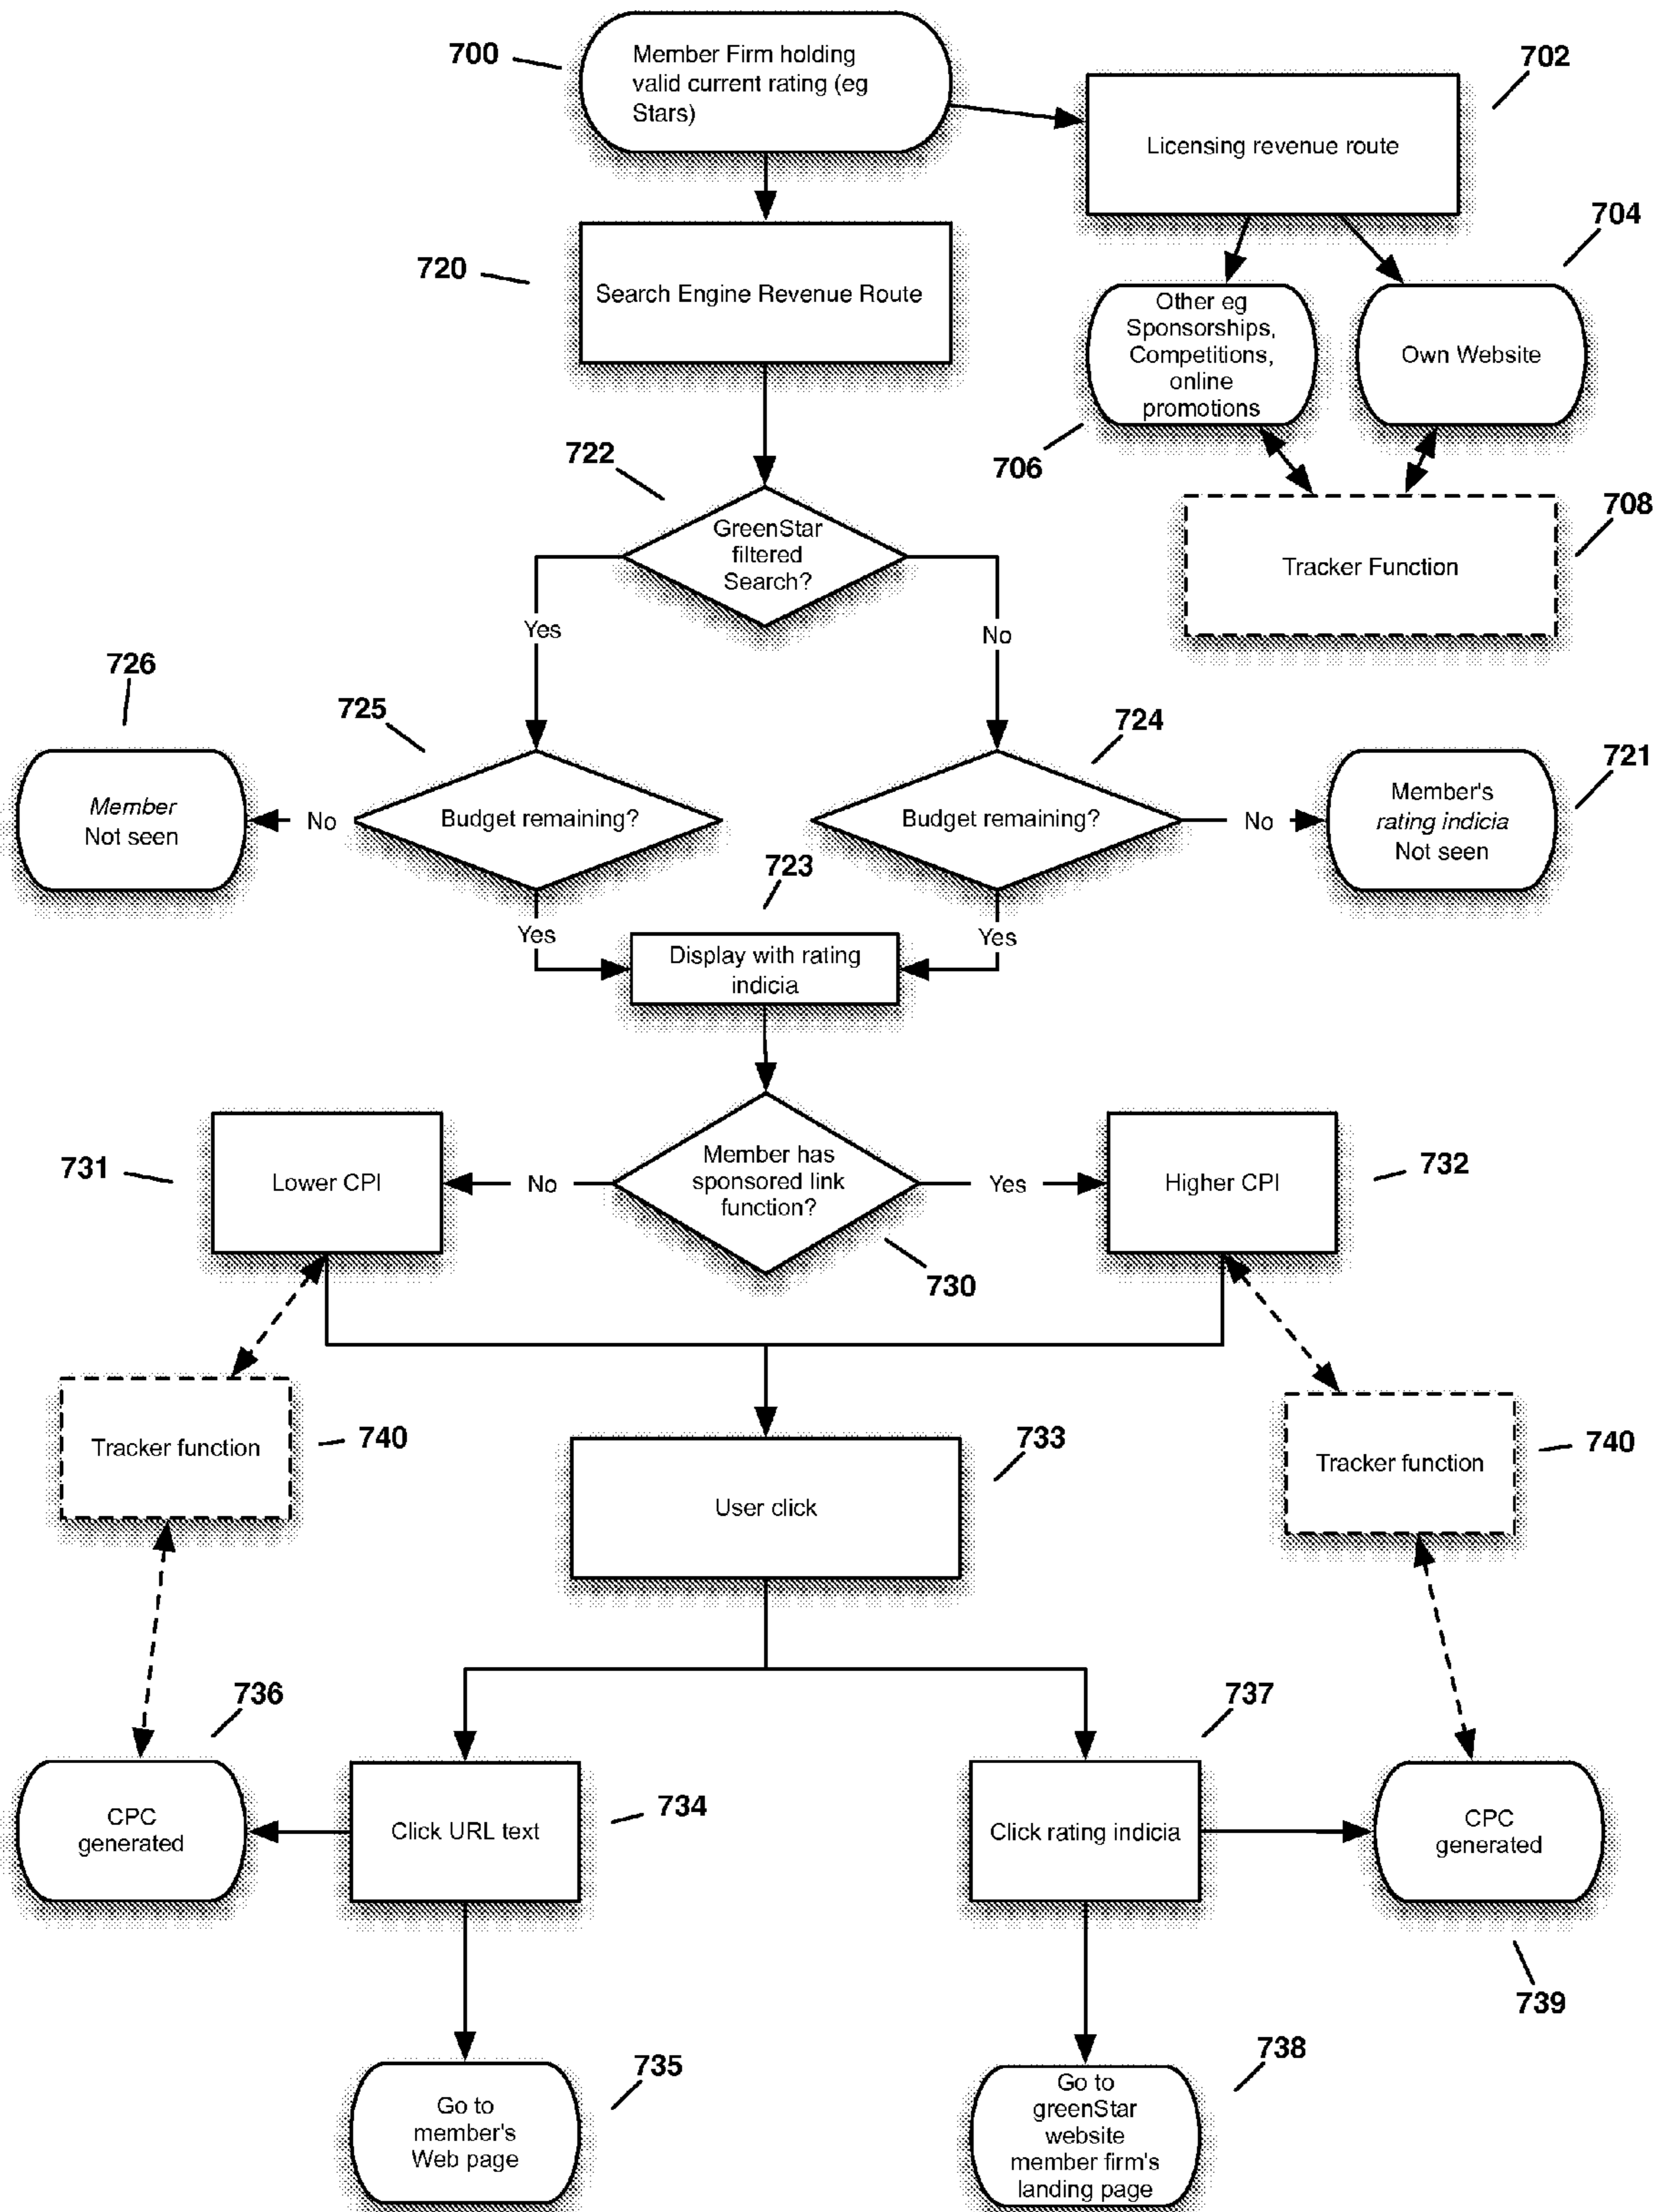 700
Member Firm holding
valid current rating (eg
Stars)
702
Licensing revenue route
704
720
Search Engine Revenue Route
Other eg
Sponsorships,
Competitions,
online
promotions
Own Website
706
722
GreenStar
filtered
Search?
708
Tracker Function
Yes
No
726
725
724
721
Member
Not seen
No
Budget remaining?
Budget remaining?
No
Member's
rating indicia
Not seen
723
Yes
Yes
Display with rating
indicia
731
Lower CPI
No
Member has
sponsored link
function?
Yes
Higher CPI
732
730
Tracker function
740
733
User click
Tracker function
740
736
737
CPC
generated
Click URL text
734
Click rating indicia
CPC
generated
739
735
738
Go to
member's
Web page
Go to
greenStar
website
member firm's
landing page